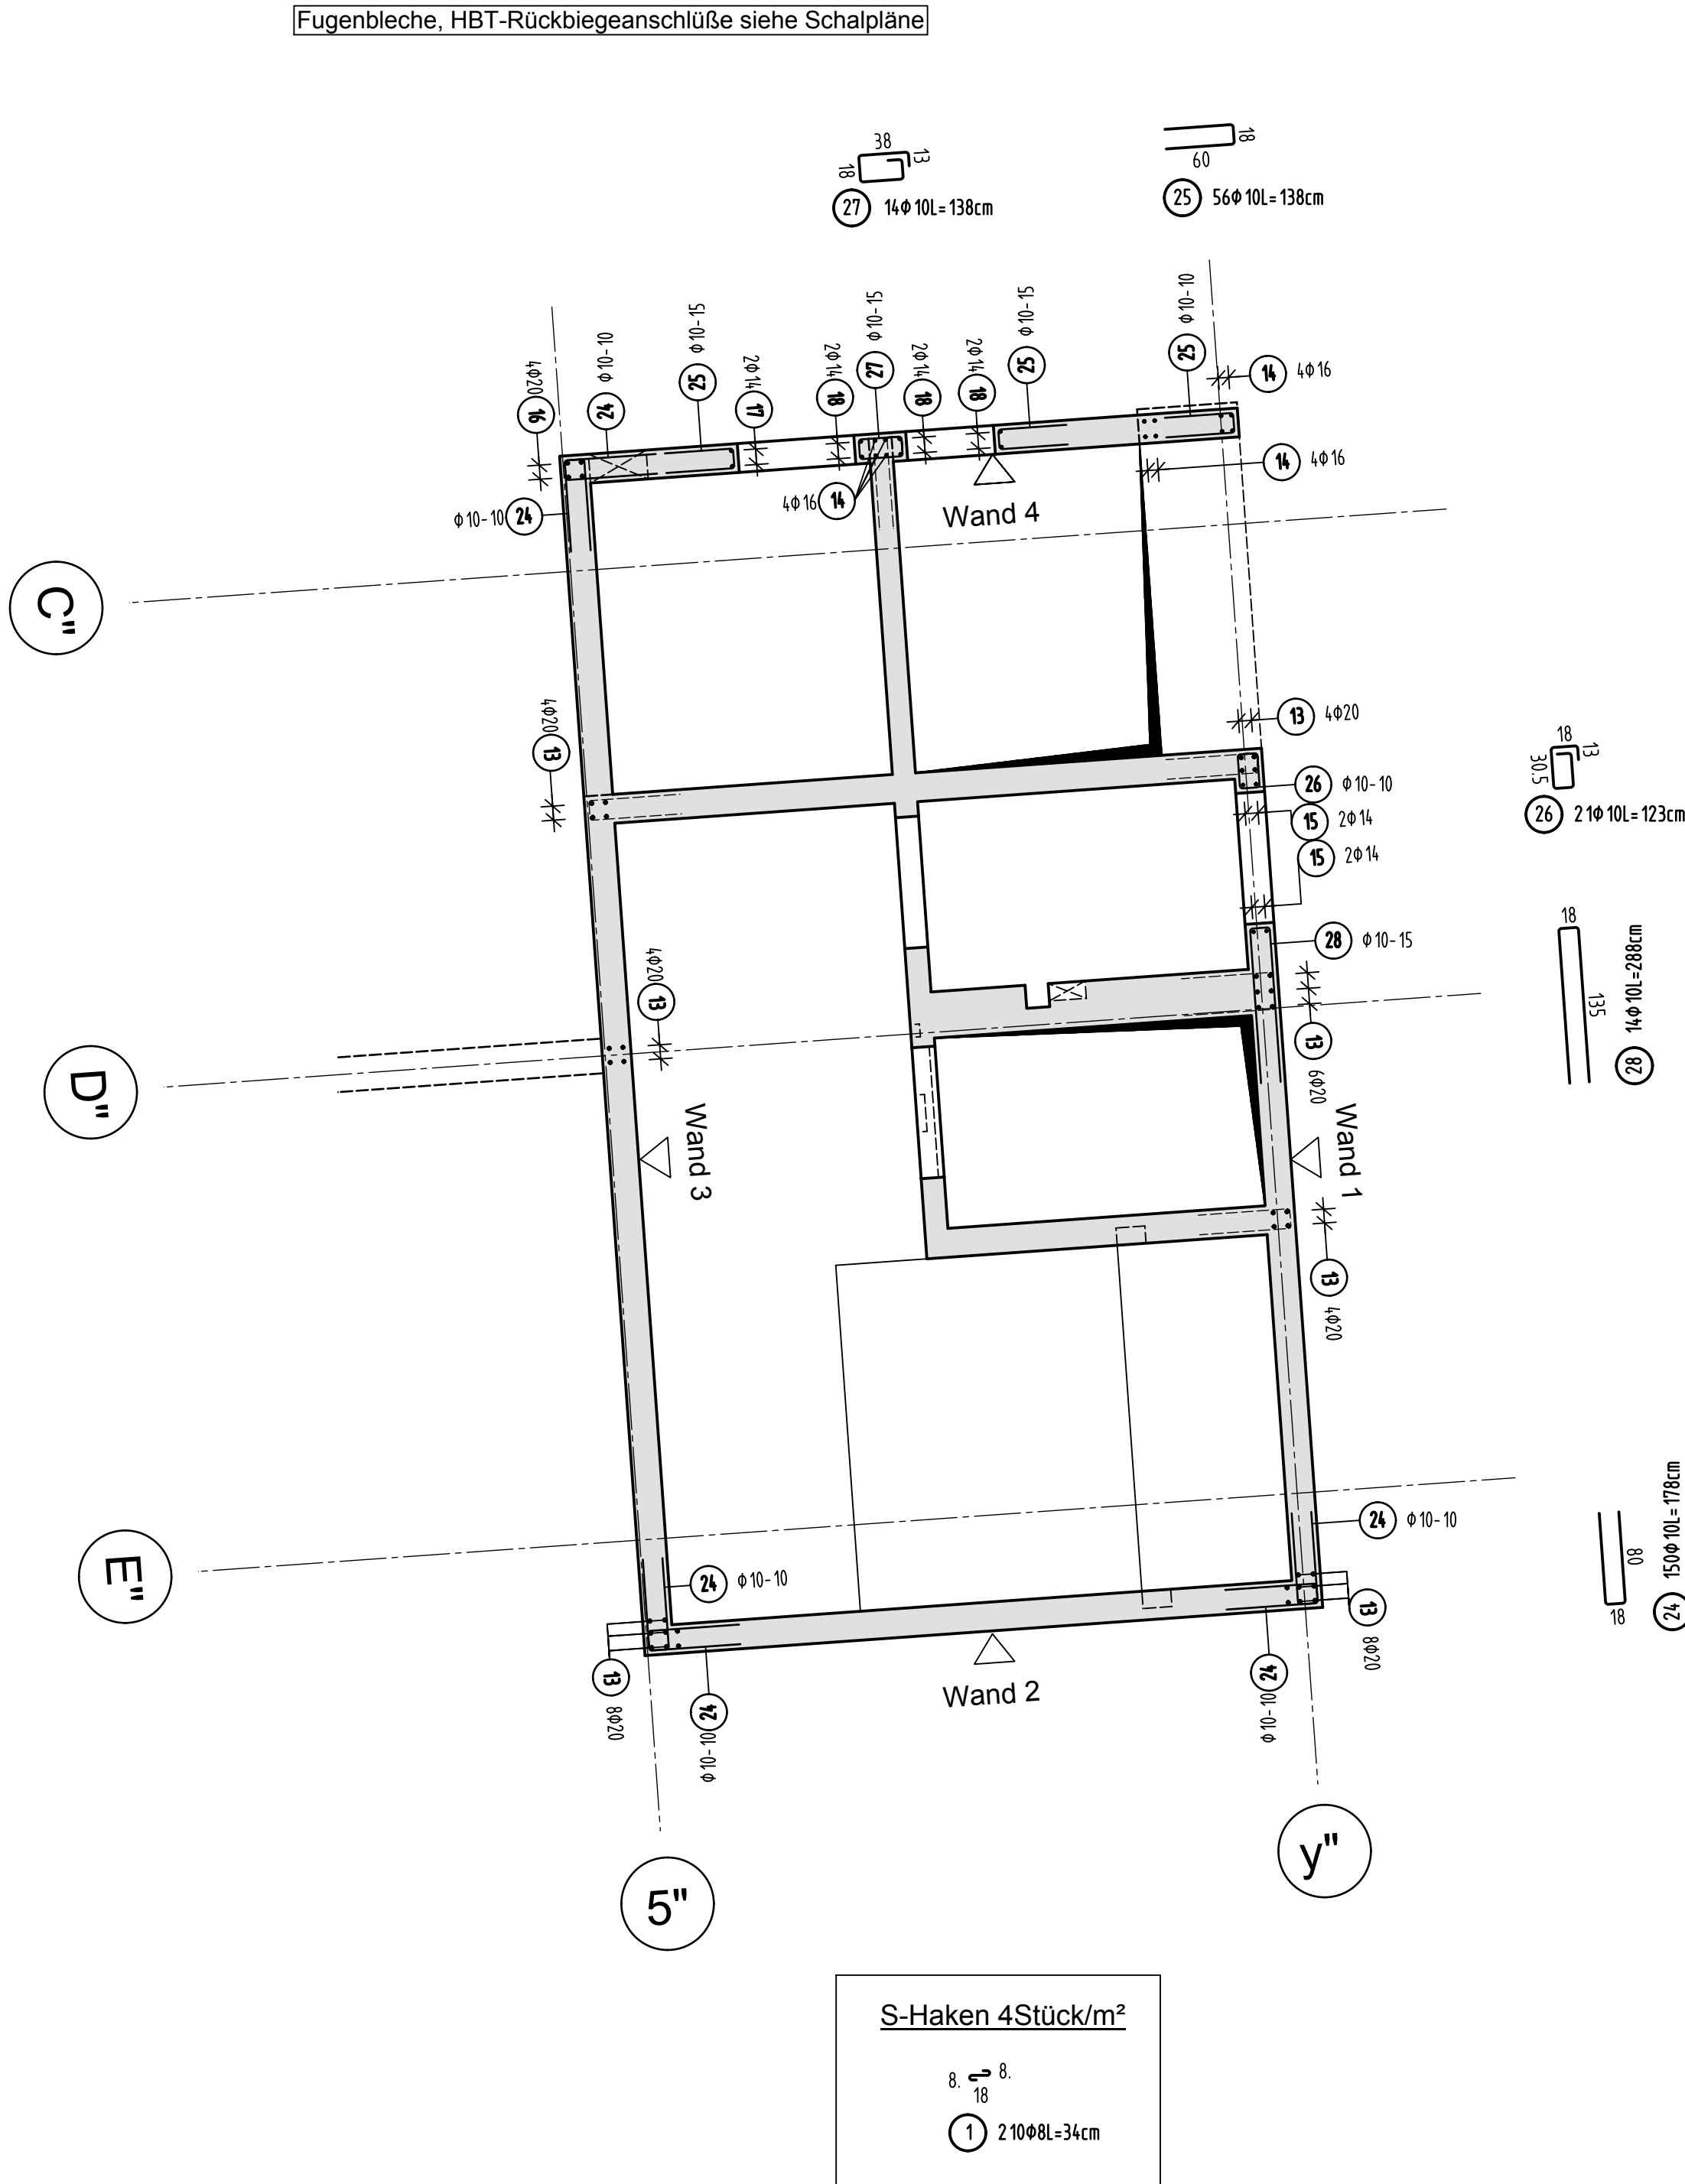 Fugenbleche, HBT-Rückbiegeanschlüße siehe Schalpläne
38
13
18
27 14Φ10L=138cm
18
60
25 56Φ10L=138cm
4Φ20 16
24 Φ10-10
25 Φ10-15
2Φ14 17
2Φ14 18
27 Φ10-15
2Φ14 18
2Φ14 18
25 Φ10-15
25 Φ10-10
14 4Φ16
14 4Φ16
4Φ16 14
Φ10-10 24
Wand 4
C"
4Φ20 13
13 4Φ20
26 Φ10-10
15 2Φ14
15 2Φ14
18
13
30.5
26 21Φ10L=123cm
28 Φ10-15
18
135
28 14Φ10L=288cm
4Φ20 13
13 6Φ20
D"
Wand 3
Wand 1
13 4Φ20
E"
24 Φ10-10
24 Φ10-10
80
18
24 150Φ10L=178cm
13 8Φ20
13 8Φ20
24 Φ10-10
24 Φ10-10
Wand 2
5"
y"
S-Haken 4Stück/m²
8. 8.
18
1 210Φ8L=34cm